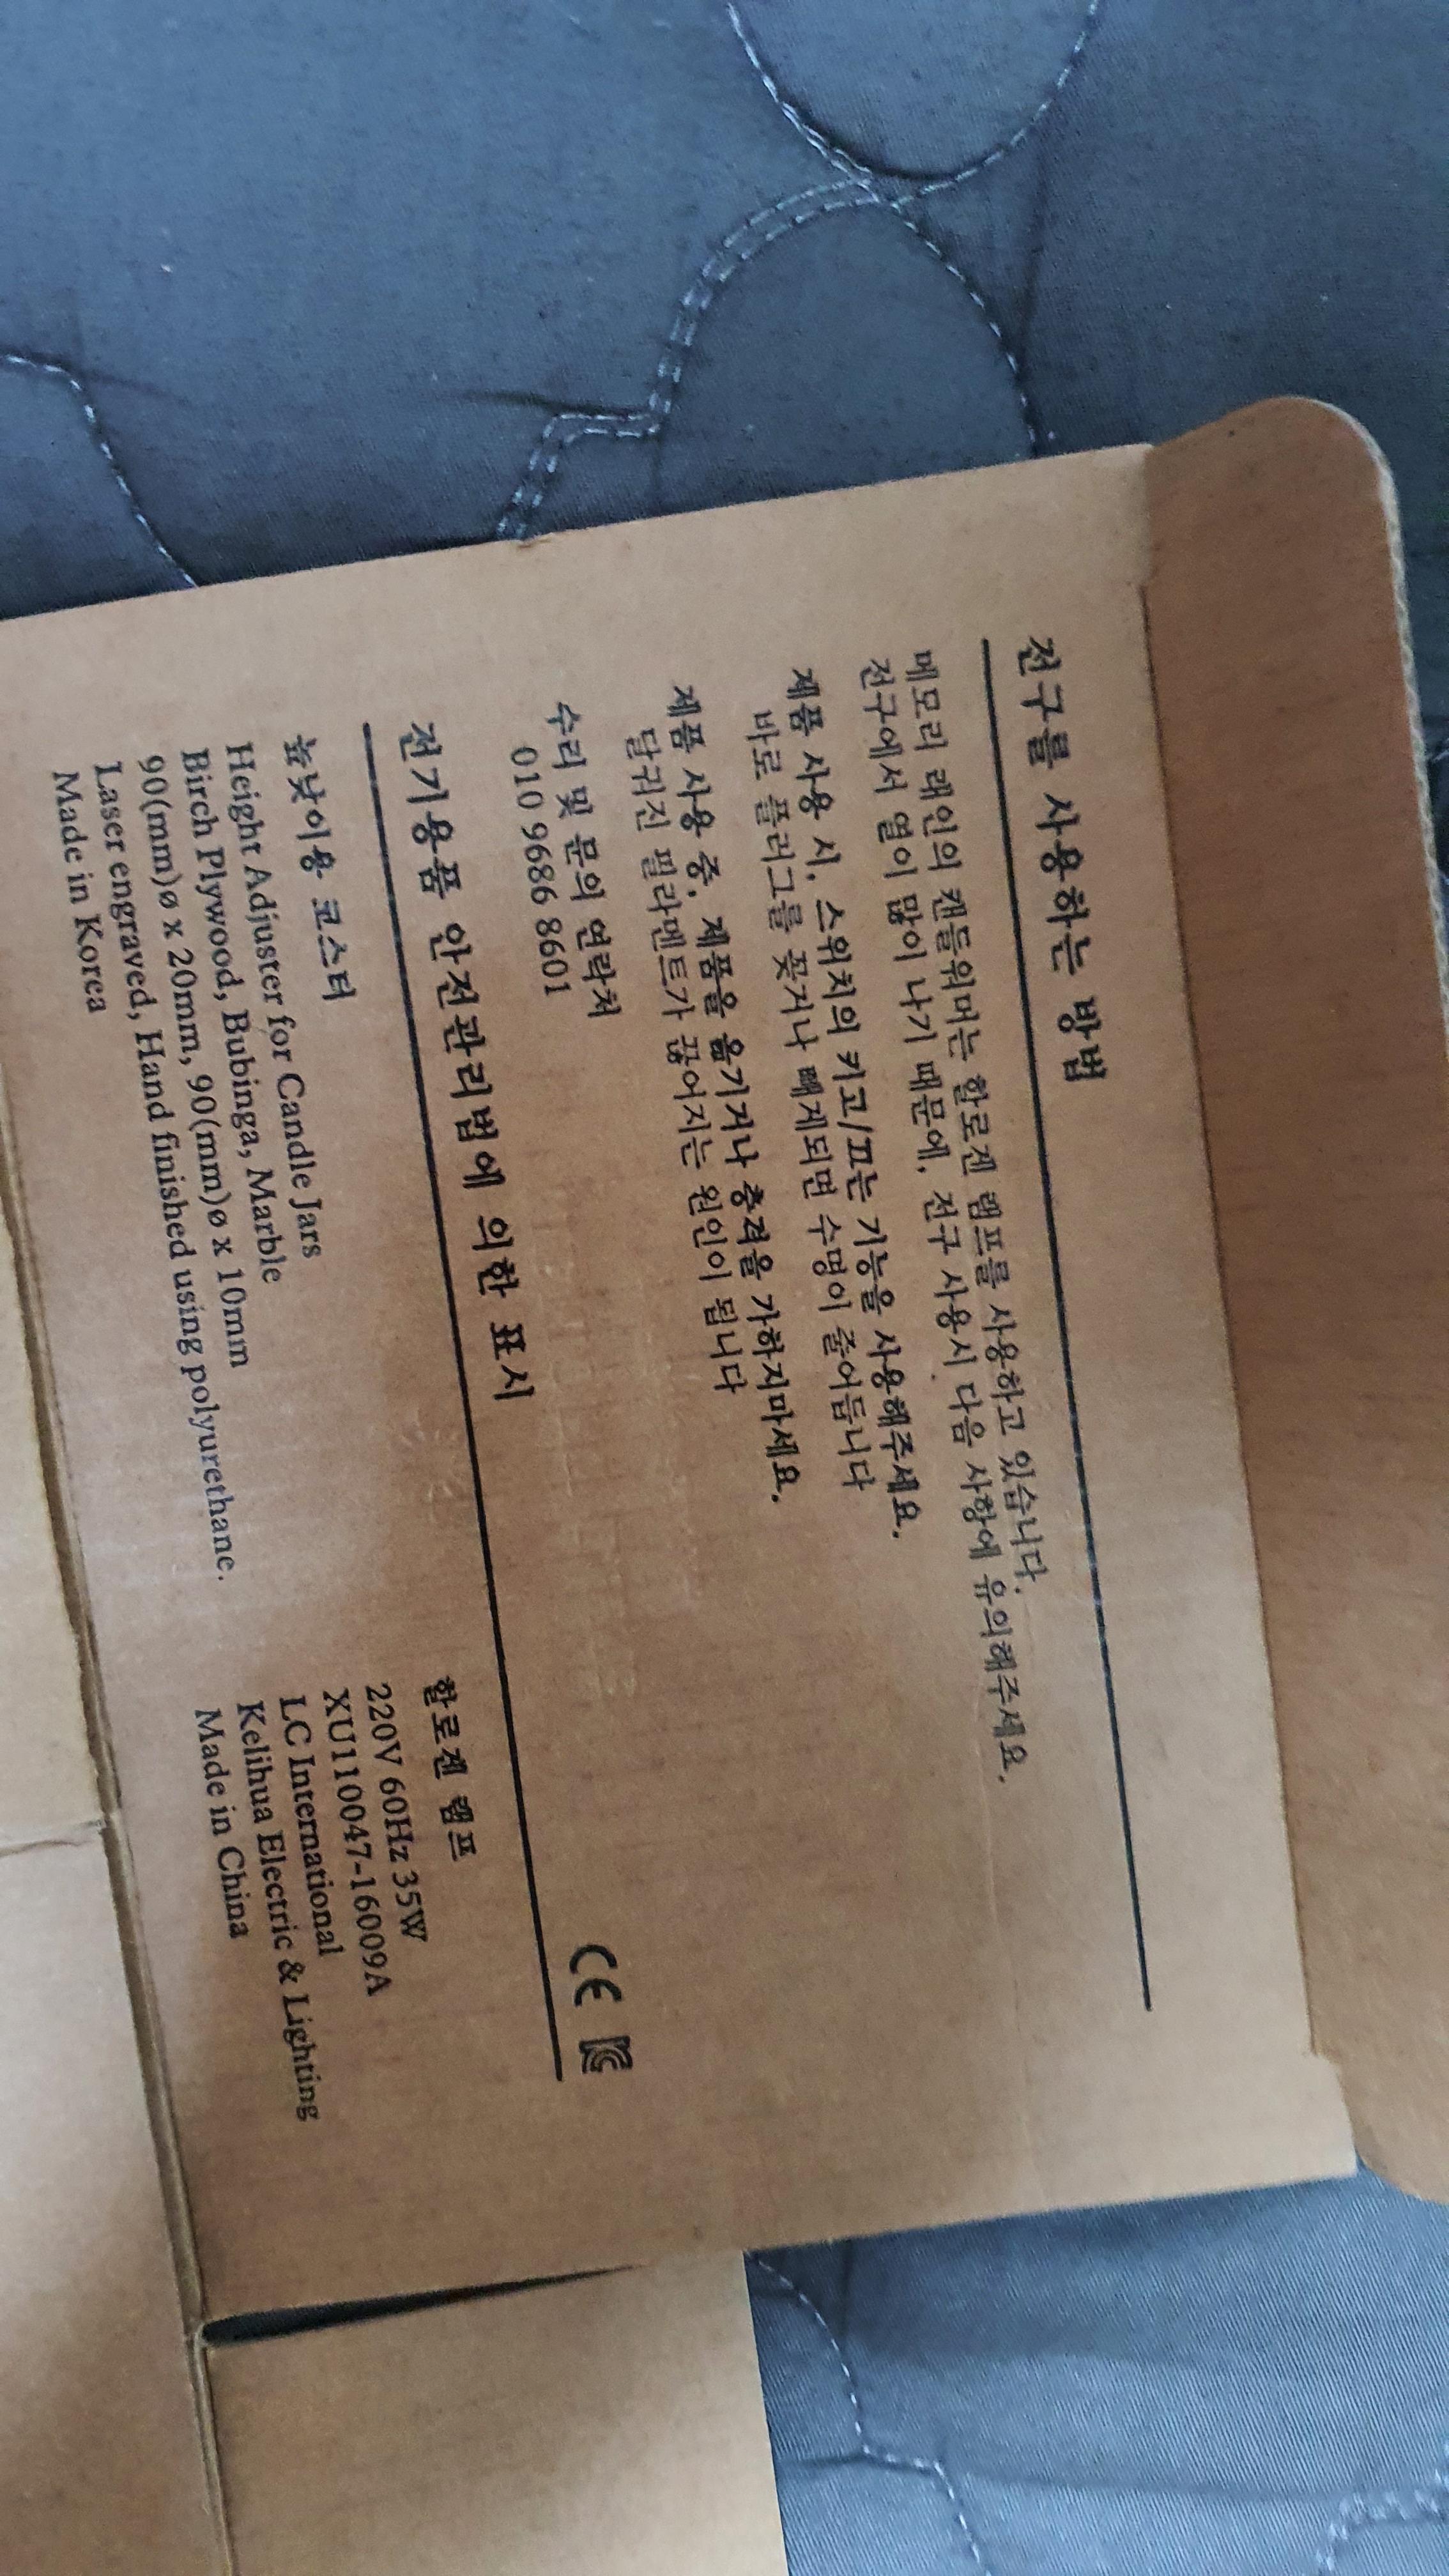 전구를 사용하는 방법
메모리 래인의 캔들워머는 할로겐 램프를 사용하고 있습니다.
전구에서 열이 많이 나기 때문에, 전구 사용시 다음 사항에 유의해주세요.
제품 사용 시, 스위치의 키고/끄는 기능을 사용해주세요.
바로 플러그를 꽂거나 빼게되면 수명이 줄어듭니다
제품 사용 중, 제품을 옮기거나 충격을 가하지마세요.
달궈진 필라멘트가 끊어지는 원인이 됩니다
수리 및 문의 연락처
010 9686 8601
전기용품 안전관리법에 의한 표시
CE
높낮이용 코스터
Height Adjuster for Candle Jars
Birch Plywood, Bubinga, Marble
90(mm)ø x 20mm, 90(mm)ø x 10mm
Laser engraved, Hand finished using polyurethane.
Made in Korea
할로겐 램프
220V 60Hz 35W
XU110047-16009A
LC International
Kelihua Electric & Lighting
Made in China